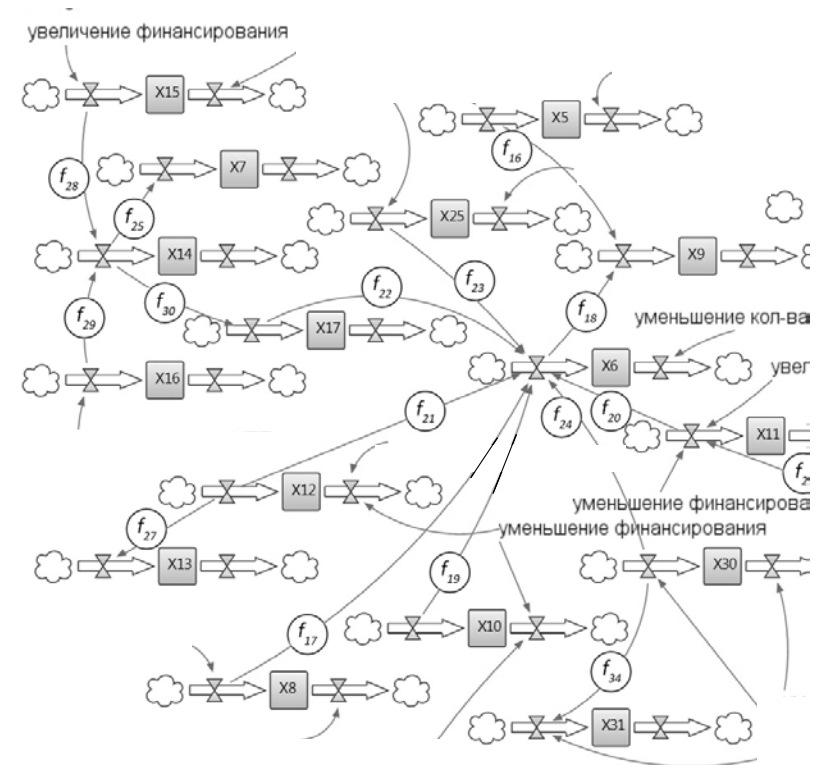 увеличение финансирования
X15
X5
f16
X7
f28
f25
X25
X14
X9
f23
f22
f30
f18
f29
X17
уменьшение кол-ва
X6
увел
X16
f21
f20
f24
X11
X12
уменьшение финансирова
уменьшение финансирования
f27
X13
X30
f19
X10
f17
f34
X8
X31